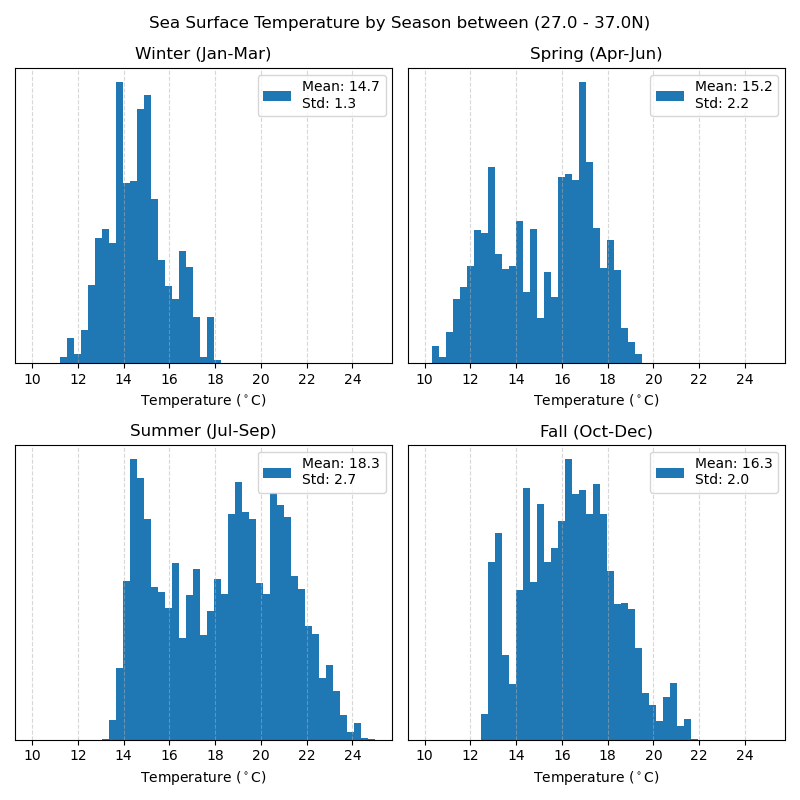 Sea Surface Temperature by Season between (27.0 - 37.0N)
Winter (Jan-Mar)
Mean: 14.7
Std: 1.3
10 12 14 16 18 20 22 24
Temperature (°C)
Spring (Apr-Jun)
Mean: 15.2
Std: 2.2
10 12 14 16 18 20 22 24
Temperature (°C)
Summer (Jul-Sep)
Mean: 18.3
Std: 2.7
10 12 14 16 18 20 22 24
Temperature (°C)
Fall (Oct-Dec)
Mean: 16.3
Std: 2.0
10 12 14 16 18 20 22 24
Temperature (°C)